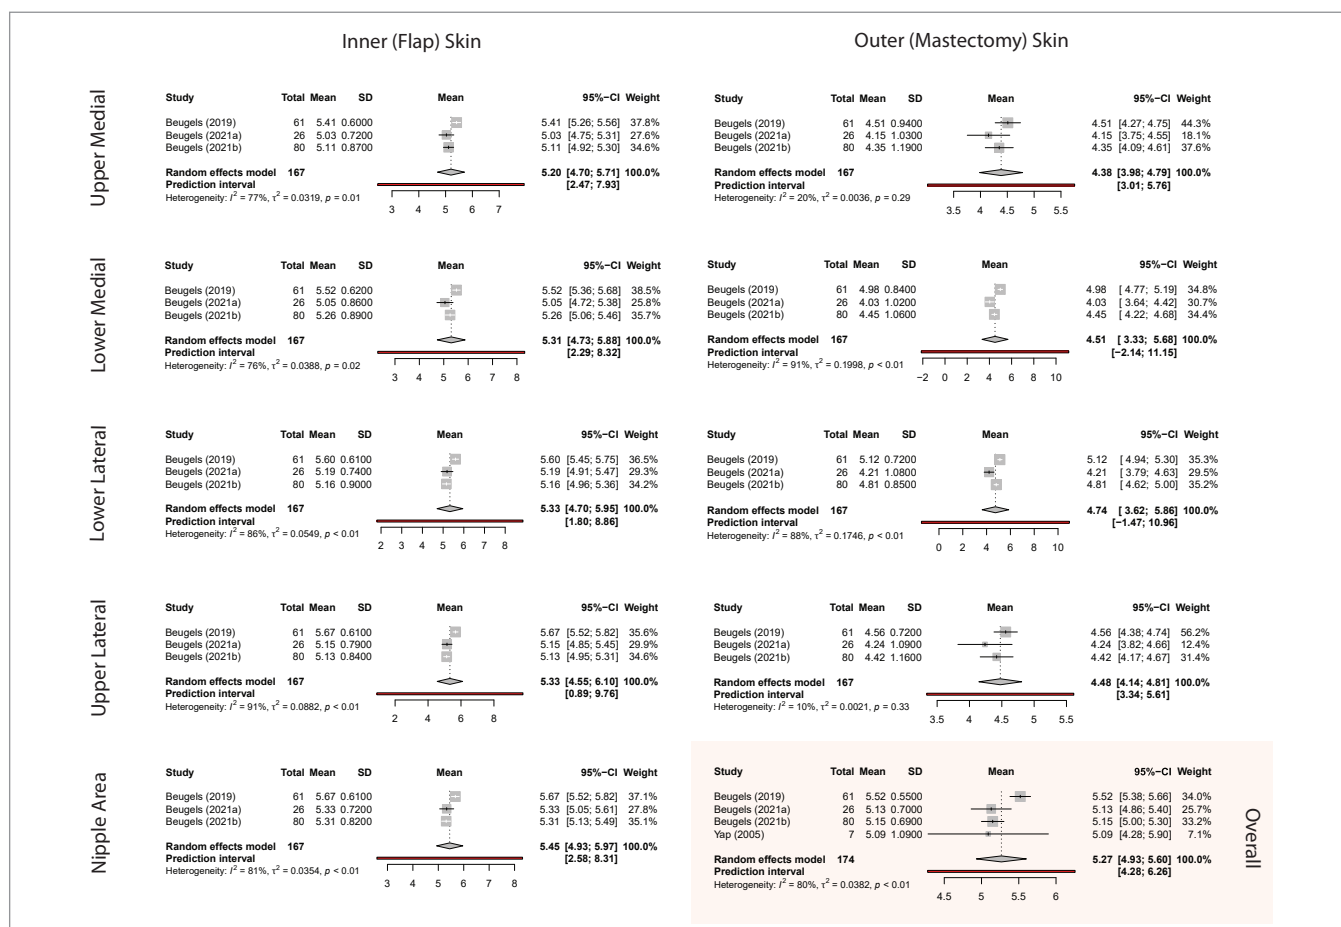 Inner (Flap) Skin
Outer (Mastectomy) Skin
Upper Medial
Study Total Mean SD Mean 95%−CI Weight
Beugels (2019) 61 5.41 0.6000 5.41 [5.26; 5.56] 37.8%
Beugels (2021a) 26 5.03 0.7200 5.03 [4.75; 5.31] 27.6%
Beugels (2021b) 80 5.11 0.8700 5.11 [4.92; 5.30] 34.6%
Random effects model 167 5.20 [4.70; 5.71] 100.0%
Prediction interval [2.47; 7.93]
Heterogeneity: I² = 77%, τ² = 0.0319, p = 0.01
3 4 5 6 7
Study Total Mean SD Mean 95%−CI Weight
Beugels (2019) 61 4.51 0.9400 4.51 [4.27; 4.75] 44.3%
Beugels (2021a) 26 4.15 1.0300 4.15 [3.75; 4.55] 18.1%
Beugels (2021b) 80 4.35 1.1900 4.35 [4.09; 4.61] 37.6%
Random effects model 167 4.38 [3.98; 4.79] 100.0%
Prediction interval [3.01; 5.76]
Heterogeneity: I² = 20%, τ² = 0.0036, p = 0.29
3.5 4 4.5 5 5.5
Lower Medial
Study Total Mean SD Mean 95%−CI Weight
Beugels (2019) 61 5.52 0.6200 5.52 [5.36; 5.68] 38.5%
Beugels (2021a) 26 5.05 0.8600 5.05 [4.72; 5.38] 25.8%
Beugels (2021b) 80 5.26 0.8900 5.26 [5.06; 5.46] 35.7%
Random effects model 167 5.31 [4.73; 5.88] 100.0%
Prediction interval [2.29; 8.32]
Heterogeneity: I² = 76%, τ² = 0.0388, p = 0.02
3 4 5 6 7 8
Study Total Mean SD Mean 95%−CI Weight
Beugels (2019) 61 4.98 0.8400 4.98 [ 4.77; 5.19] 34.8%
Beugels (2021a) 26 4.03 1.0200 4.03 [ 3.64; 4.42] 30.7%
Beugels (2021b) 80 4.45 1.0600 4.45 [ 4.22; 4.68] 34.4%
Random effects model 167 4.51 [ 3.33; 5.68] 100.0%
Prediction interval [−2.14; 11.15]
Heterogeneity: I² = 91%, τ² = 0.1998, p < 0.01
−2 0 2 4 6 8 10
Lower Lateral
Study Total Mean SD Mean 95%−CI Weight
Beugels (2019) 61 5.60 0.6100 5.60 [5.45; 5.75] 36.5%
Beugels (2021a) 26 5.19 0.7400 5.19 [4.91; 5.47] 29.3%
Beugels (2021b) 80 5.16 0.9000 5.16 [4.96; 5.36] 34.2%
Random effects model 167 5.33 [4.70; 5.95] 100.0%
Prediction interval [1.80; 8.86]
Heterogeneity: I² = 86%, τ² = 0.0549, p < 0.01
2 3 4 5 6 7 8
Study Total Mean SD Mean 95%−CI Weight
Beugels (2019) 61 5.12 0.7200 5.12 [ 4.94; 5.30] 35.3%
Beugels (2021a) 26 4.21 1.0800 4.21 [ 3.79; 4.63] 29.5%
Beugels (2021b) 80 4.81 0.8500 4.81 [ 4.62; 5.00] 35.2%
Random effects model 167 4.74 [ 3.62; 5.86] 100.0%
Prediction interval [−1.47; 10.96]
Heterogeneity: I² = 88%, τ² = 0.1746, p < 0.01
0 2 4 6 8 10
Upper Lateral
Study Total Mean SD Mean 95%−CI Weight
Beugels (2019) 61 5.67 0.6100 5.67 [5.52; 5.82] 35.6%
Beugels (2021a) 26 5.15 0.7900 5.15 [4.85; 5.45] 29.9%
Beugels (2021b) 80 5.13 0.8400 5.13 [4.95; 5.31] 34.6%
Random effects model 167 5.33 [4.55; 6.10] 100.0%
Prediction interval [0.89; 9.76]
Heterogeneity: I² = 91%, τ² = 0.0882, p < 0.01
2 4 6 8
Study Total Mean SD Mean 95%−CI Weight
Beugels (2019) 61 4.56 0.7200 4.56 [4.38; 4.74] 56.2%
Beugels (2021a) 26 4.24 1.0900 4.24 [3.82; 4.66] 12.4%
Beugels (2021b) 80 4.42 1.1600 4.42 [4.17; 4.67] 31.4%
Random effects model 167 4.48 [4.14; 4.81] 100.0%
Prediction interval [3.34; 5.61]
Heterogeneity: I² = 10%, τ² = 0.0021, p = 0.33
3.5 4 4.5 5 5.5
Nipple Area
Study Total Mean SD Mean 95%−CI Weight
Beugels (2019) 61 5.67 0.6100 5.67 [5.52; 5.82] 37.1%
Beugels (2021a) 26 5.33 0.7200 5.33 [5.05; 5.61] 27.8%
Beugels (2021b) 80 5.31 0.8200 5.31 [5.13; 5.49] 35.1%
Random effects model 167 5.45 [4.93; 5.97] 100.0%
Prediction interval [2.58; 8.31]
Heterogeneity: I² = 81%, τ² = 0.0354, p < 0.01
3 4 5 6 7 8
Study Total Mean SD Mean 95%−CI Weight
Beugels (2019) 61 5.52 0.5500 5.52 [5.38; 5.66] 34.0%
Beugels (2021a) 26 5.13 0.7000 5.13 [4.86; 5.40] 25.7%
Beugels (2021b) 80 5.15 0.6900 5.15 [5.00; 5.30] 33.2%
Yap (2005) 7 5.09 1.0900 5.09 [4.28; 5.90] 7.1%
Random effects model 174 5.27 [4.93; 5.60] 100.0%
Prediction interval [4.28; 6.26]
Heterogeneity: I² = 80%, τ² = 0.0382, p < 0.01
4.5 5 5.5 6
Overall